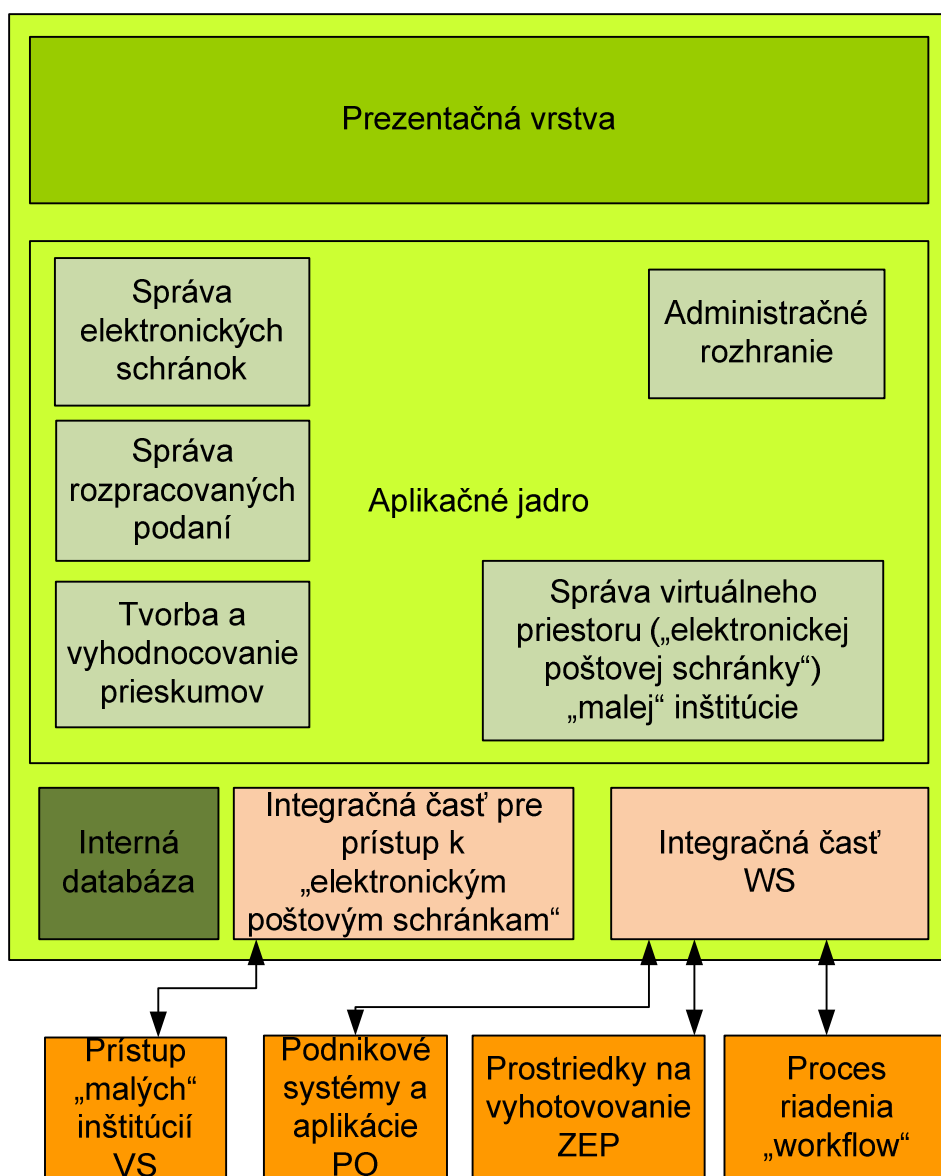 Prezentačná vrstva
Správa
elektronických
schránok
Administračné
rozhranie
Správa
rozpracovaných
podaní
Aplikačné jadro
Tvorba a
vyhodnocovanie
prieskumov
Správa virtuálneho
priestoru („elektronickej
poštovej schránky“)
„malej“ inštitúcie
Interná
databáza
Integračná časť pre
prístup k
„elektronickým
poštovým schránkam“
Integračná časť
WS
Prístup
„malých“
inštitúcií
VS
Podnikové
systémy a
aplikácie
PO
Prostriedky na
vyhotovovanie
ZEP
Proces
riadenia
„workflow“